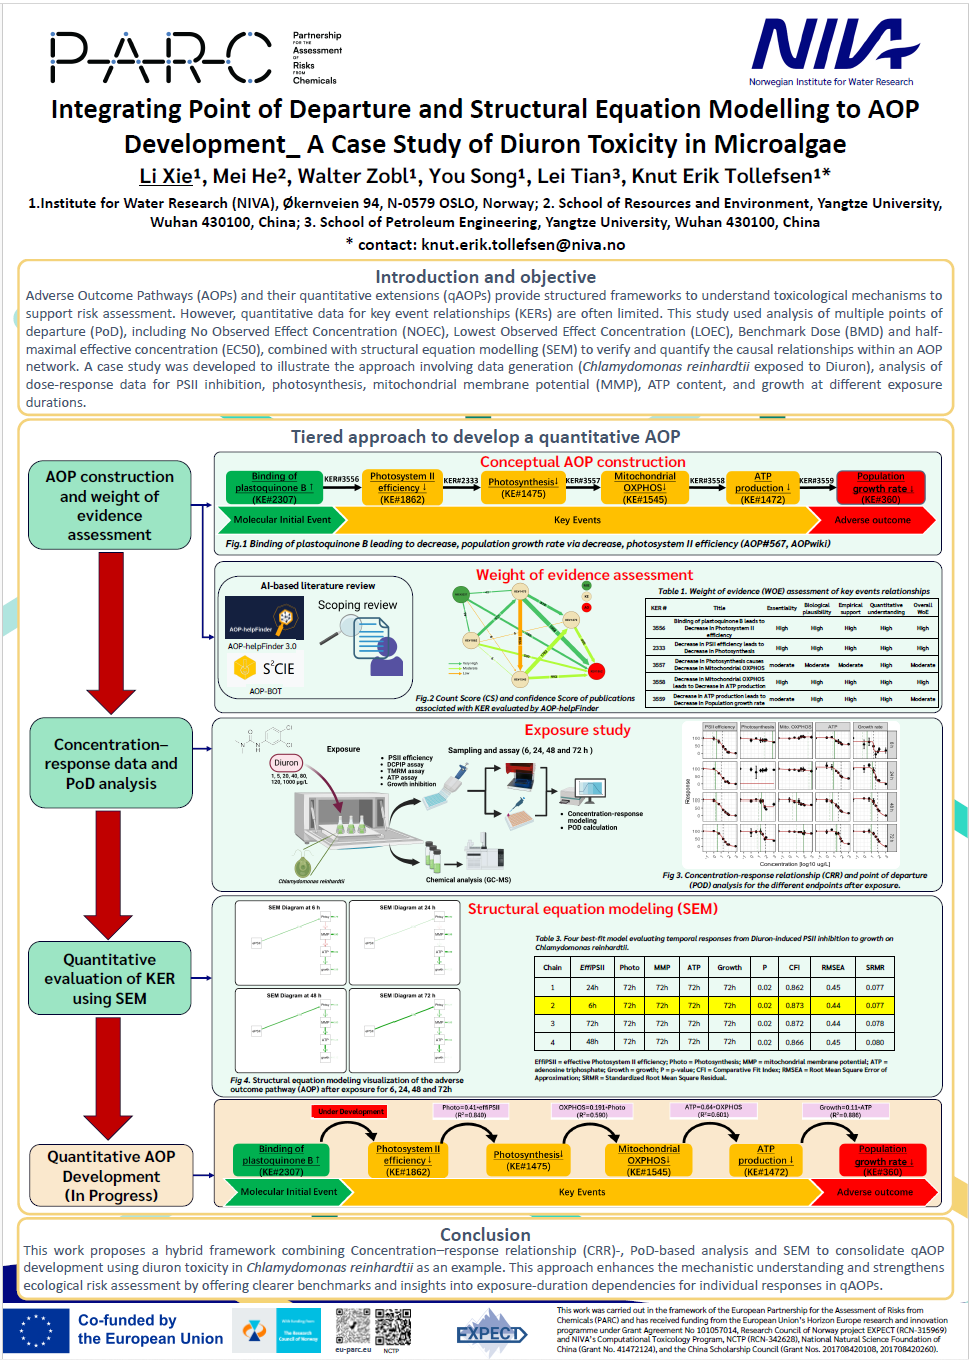 PARC
Partnership
FOR THE
Assessment
OF
Risks
FROM
Chemicals
NIVA
Norwegian Institute for Water Research
Integrating Point of Departure and Structural Equation Modelling to AOP
Development_ A Case Study of Diuron Toxicity in Microalgae
Li Xie¹, Mei He², Walter Zobl¹, You Song¹, Lei Tian³, Knut Erik Tollefsen¹*
1.Institute for Water Research (NIVA), Økernveien 94, N-0579 OSLO, Norway; 2. School of Resources and Environment, Yangtze University,
Wuhan 430100, China; 3. School of Petroleum Engineering, Yangtze University, Wuhan 430100, China
* contact: knut.erik.tollefsen@niva.no
Introduction and objective
Adverse Outcome Pathways (AOPs) and their quantitative extensions (qAOPs) provide structured frameworks to understand toxicological mechanisms to
support risk assessment. However, quantitative data for key event relationships (KERs) are often limited. This study used analysis of multiple points of
departure (PoD), including No Observed Effect Concentration (NOEC), Lowest Observed Effect Concentration (LOEC), Benchmark Dose (BMD) and half-
maximal effective concentration (EC50), combined with structural equation modelling (SEM) to verify and quantify the causal relationships within an AOP
network. A case study was developed to illustrate the approach involving data generation (Chlamydomonas reinhardtii exposed to Diuron), analysis of
dose-response data for PSII inhibition, photosynthesis, mitochondrial membrane potential (MMP), ATP content, and growth at different exposure
durations.
Tiered approach to develop a quantitative AOP
AOP construction
and weight of
evidence
assessment
Conceptual AOP construction
Binding of
plastoquinone B ↑
(KE#2307)
KER#3556
Photosystem II
efficiency ↓
(KE#1862)
KER#2333
Photosynthesis↓
(KE#1475)
KER#3557
Mitochondrial
OXPHOS↓
(KE#1545)
KER#3558
ATP
production ↓
(KE#1472)
KER#3559
Population
growth rate ↓
(KE#360)
Molecular Initial Event
Key Events
Adverse outcome
Fig.1 Binding of plastoquinone B leading to decrease, population growth rate via decrease, photosystem II efficiency (AOP#567, AOPwiki)
Weight of evidence assessment
AI-based literature review
AOP-helpFinder
AOP-helpFinder 3.0
S²CIE
AOP-BOT
Scoping review
Very High
Moderate
Low
Fig.2 Count Score (CS) and confidence Score of publications
associated with KER evaluated by AOP-helpFinder
Table 1. Weight of evidence (WOE) assessment of key events relationships
KER # Title Essentiality Biological plausibility Empirical support Quantitative understanding Overall WoE
3556 Binding of plastoquinone B leads to Decrease in Photosystem II efficiency High High High High High
2333 Decrease in PSII efficiency leads to Decrease in Photosynthesis High High High High High
3557 Decrease in Photosynthesis causes Decrease in Mitochondrial OXPHOS moderate Moderate Moderate High Moderate
3558 Decrease in Mitochondrial OXPHOS leads to Decrease in ATP production High High High High High
3559 Decrease in ATP production leads to Decrease in Population growth rate moderate High High High Moderate
Concentration–
response data and
PoD analysis
Exposure study
Diuron
1, 5, 20, 40, 80,
120, 1000 µg/L
Exposure
Chlamydomonas reinhardtii
• PSII efficiency
• DCPIP assay
• TMRM assay
• ATP assay
• Growth inhibition
Sampling and assay (6, 24, 48 and 72 h )
Chemical analysis (GC-MS)
• Concentration-response
modeling
• POD calculation
PSII efficiency Photosynthesis Mito. OXPHOS ATP Growth rate
Response
Concentration [log10 ug/L]
Fig 3. Concentration-response relationship (CRR) and point of departure
(POD) analysis for the different endpoints after exposure.
Quantitative
evaluation of KER
using SEM
Structural equation modeling (SEM)
SEM Diagram at 6 h
SEM Diagram at 24 h
SEM Diagram at 48 h
SEM Diagram at 72 h
Fig 4. Structural equation modeling visualization of the adverse
outcome pathway (AOP) after exposure for 6, 24, 48 and 72h
Table 3. Four best-fit model evaluating temporal responses from Diuron-induced PSII inhibition to growth on
Chlamydomonas reinhardtii.
Chain EffiPSII Photo MMP ATP Growth P CFI RMSEA SRMR
1 24h 72h 72h 72h 72h 0.02 0.862 0.45 0.077
2 6h 72h 72h 72h 72h 0.02 0.873 0.44 0.077
3 72h 72h 72h 72h 72h 0.02 0.872 0.44 0.078
4 48h 72h 72h 72h 72h 0.02 0.866 0.45 0.080
EffiPSII = effective Photosystem II efficiency; Photo = Photosynthesis; MMP = mitochondrial membrane potential; ATP =
adenosine triphosphate; Growth = growth; P = p-value; CFI = Comparative Fit Index; RMSEA = Root Mean Square Error of
Approximation; SRMR = Standardized Root Mean Square Residual.
Quantitative AOP
Development
(In Progress)
Under Development
Photo=0.41*effiPSII
(R²=0.840)
OXPHOS=0.191*Photo
(R²=0.590)
ATP=0.64*OXPHOS
(R²=0.601)
Growth=0.11*ATP
(R²=0.886)
Binding of
plastoquinone B ↑
(KE#2307)
Photosystem II
efficiency ↓
(KE#1862)
Photosynthesis↓
(KE#1475)
Mitochondrial
OXPHOS↓
(KE#1545)
ATP
production ↓
(KE#1472)
Population
growth rate ↓
(KE#360)
Molecular Initial Event
Key Events
Adverse outcome
Conclusion
This work proposes a hybrid framework combining Concentration–response relationship (CRR)-, PoD-based analysis and SEM to consolidate qAOP
development using diuron toxicity in Chlamydomonas reinhardtii as an example. This approach enhances the mechanistic understanding and strengthens
ecological risk assessment by offering clearer benchmarks and insights into exposure-duration dependencies for individual responses in qAOPs.
Co-funded by
the European Union
The Research
Council of Norway
eu-parc.eu
NCTP
EXPECT
This work was carried out in the framework of the European Partnership for the Assessment of Risks from
Chemicals (PARC) and has received funding from the European Union's Horizon Europe research and innovation
programme under Grant Agreement No 101057014, Research Council of Norway project EXPECT (RCN-315969)
and NIVA's Computational Toxicology Program, NCTP (RCN-342628), National Natural Science Foundation of
China (Grant No. 41472124), and the China Scholarship Council (Grant Nos. 201708420108, 201708420260).